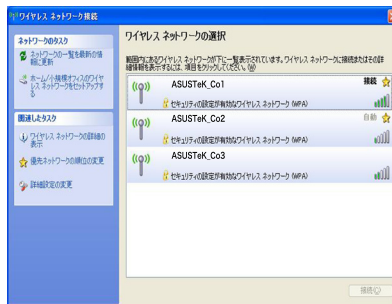 ワイヤレス ネットワーク接続
ネットワークのタスク
ネットワークの一覧を最新の情報に更新
ホーム/小規模オフィスのワイヤレス ネットワークをセットアップする
関連したタスク
ワイヤレス ネットワークの詳細の表示
優先ネットワークの順位の変更
詳細設定の変更
ワイヤレス ネットワークの選択
範囲内にあるワイヤレス ネットワークが下に一覧表示されています。ワイヤレス ネットワークに接続またはその詳細情報を表示するには、項目をクリックしてください。(W)
ASUSTeK_Co1
接続
セキュリティの設定が有効なワイヤレス ネットワーク (WPA)
ASUSTeK_Co2
自動
セキュリティの設定が有効なワイヤレス ネットワーク (WPA)
ASUSTeK_Co3
セキュリティの設定が有効なワイヤレス ネットワーク (WPA)
接続(C)